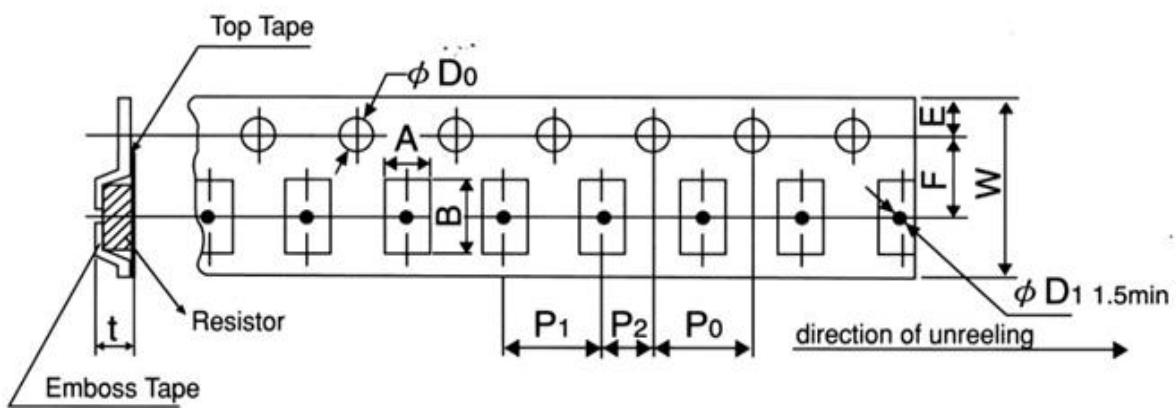 Top Tape
φ D0
A
E
B
F
W
φ D1 1.5min
t
Resistor
P1
P2
P0
direction of unreeling
Emboss Tape